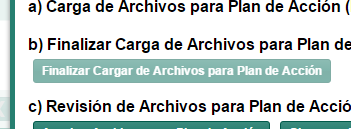 a) Carga de Archivos para Plan de Acción (
b) Finalizar Carga de Archivos para Plan de
Finalizar Cargar de Archivos para Plan de Acción
c) Revisión de Archivos para Plan de Acció